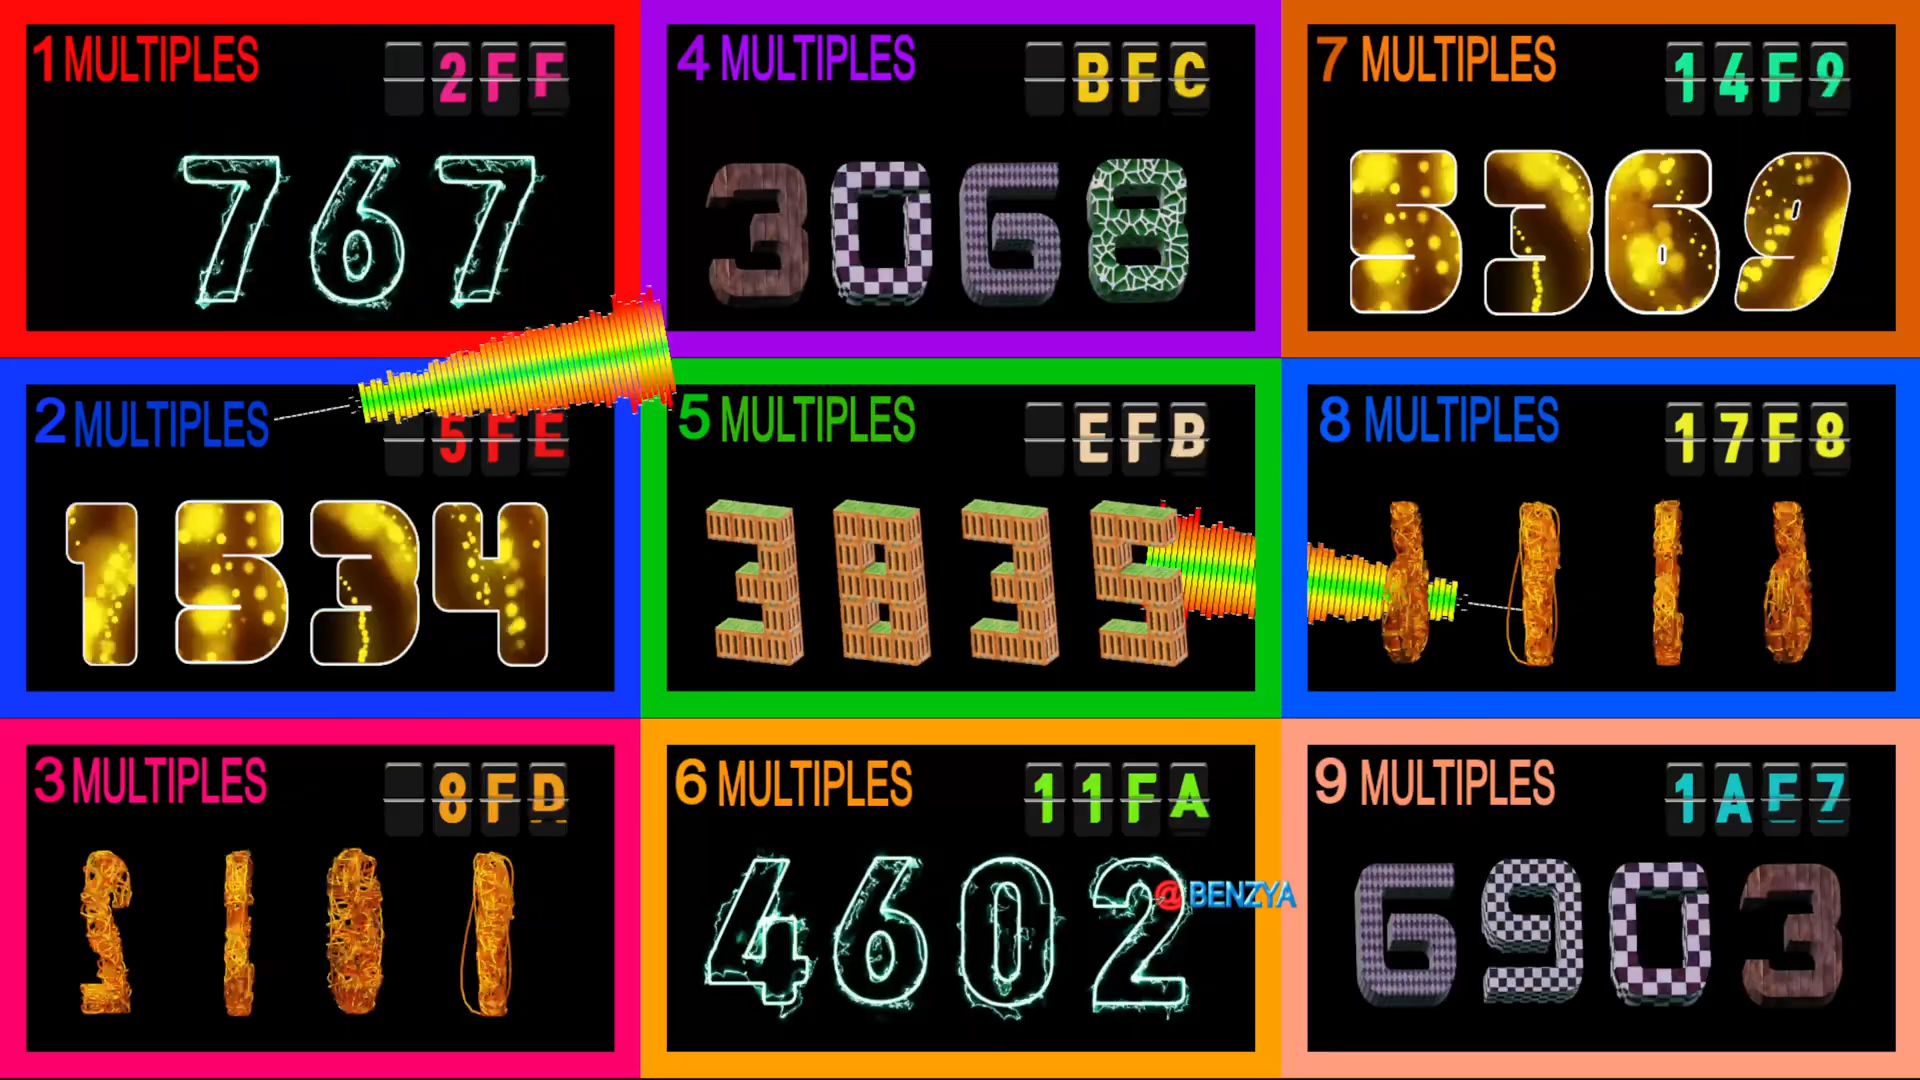 1 MULTIPLES
2FF
767
2 MULTIPLES
5FE
1534
3 MULTIPLES
8FD
4 MULTIPLES
BFC
3068
5 MULTIPLES
EFB
3835
6 MULTIPLES
11FA
4602
@BENZYA
7 MULTIPLES
14F9
5369
8 MULTIPLES
17F8
9 MULTIPLES
1AF7
6903